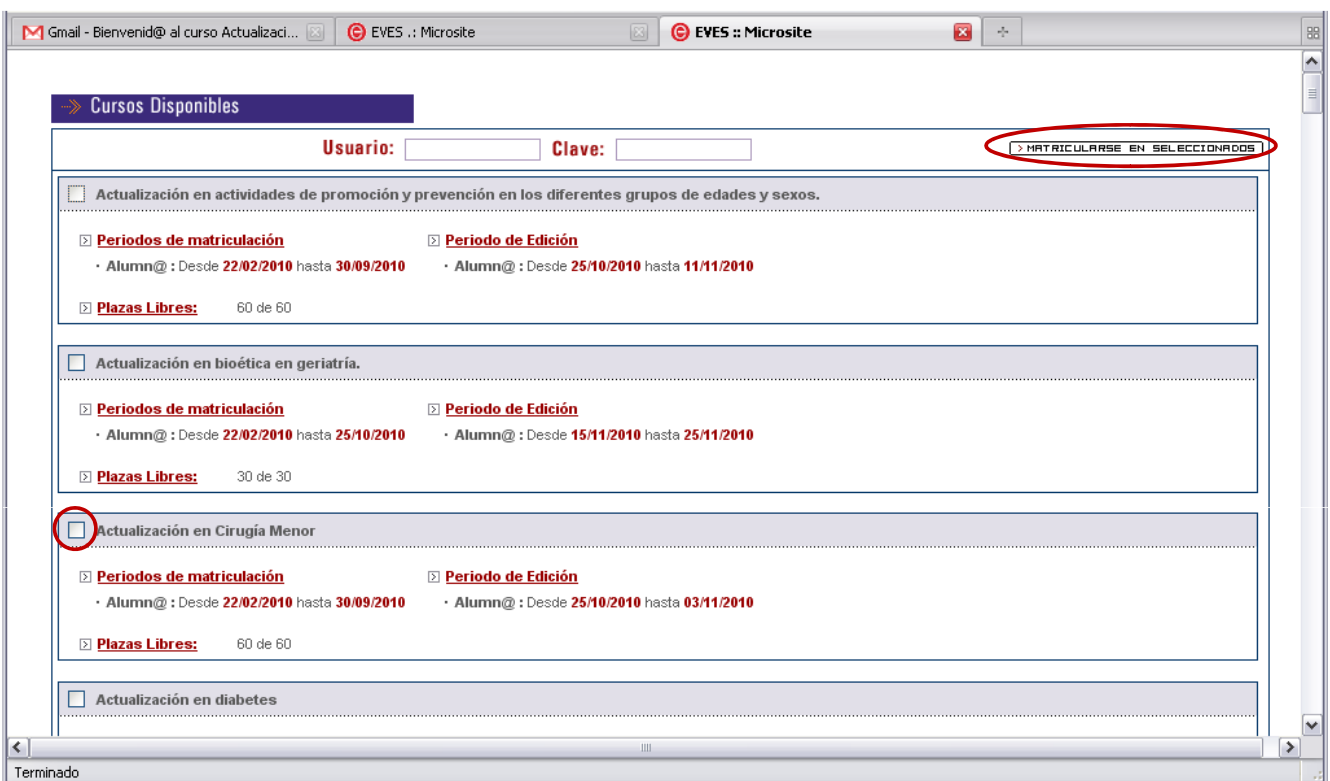 Gmail - Bienvenid@ al curso Actualizaci... EVES .: Microsite EVES :: Microsite
Cursos Disponibles
Usuario: Clave: MATRICULARSE EN SELECCIONADOS
Actualización en actividades de promoción y prevención en los diferentes grupos de edades y sexos.
Periodos de matriculación Periodo de Edición
· Alumn@ : Desde 22/02/2010 hasta 30/09/2010 · Alumn@ : Desde 25/10/2010 hasta 11/11/2010
Plazas Libres: 60 de 60
Actualización en bioética en geriatría.
Periodos de matriculación Periodo de Edición
· Alumn@ : Desde 22/02/2010 hasta 25/10/2010 · Alumn@ : Desde 15/11/2010 hasta 25/11/2010
Plazas Libres: 30 de 30
Actualización en Cirugía Menor
Periodos de matriculación Periodo de Edición
· Alumn@ : Desde 22/02/2010 hasta 30/09/2010 · Alumn@ : Desde 25/10/2010 hasta 03/11/2010
Plazas Libres: 60 de 60
Actualización en diabetes
Terminado